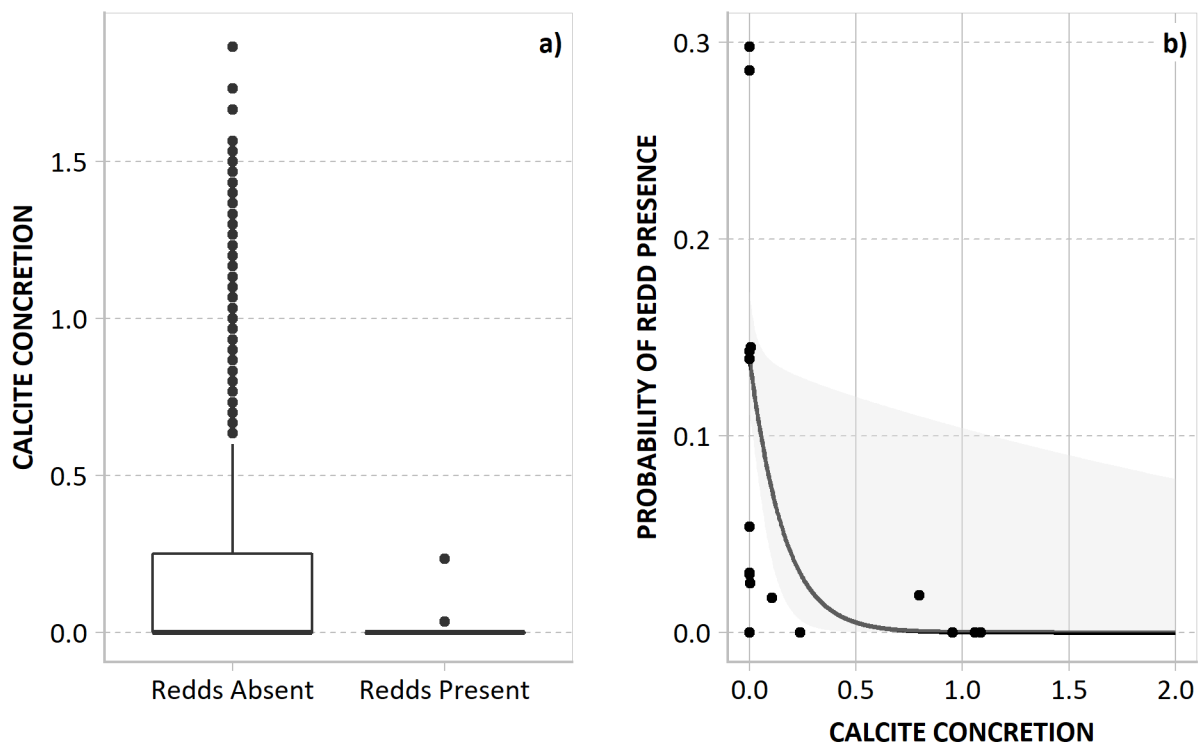 a)
CALCITE CONCRETION
1.5
1.0
0.5
0.0
Redds Absent
Redds Present
b)
PROBABILITY OF REDD PRESENCE
0.3
0.2
0.1
0.0
0.0 0.5 1.0 1.5 2.0
CALCITE CONCRETION